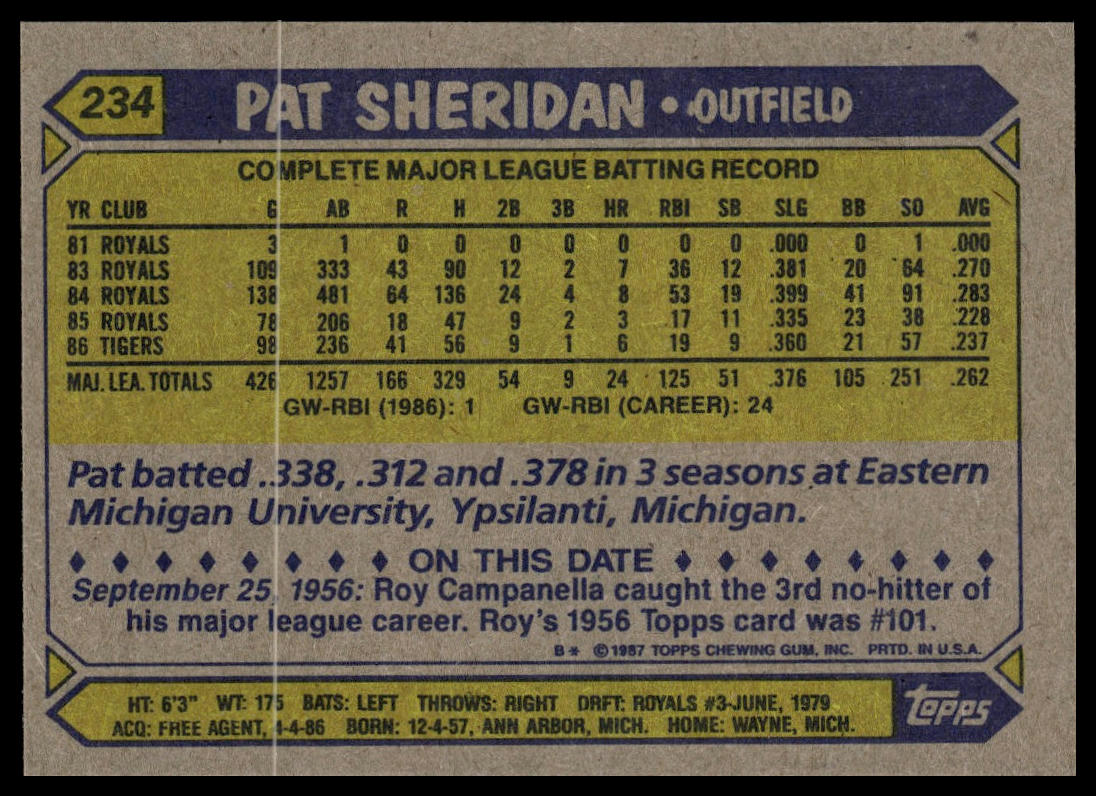 234 PAT SHERIDAN • OUTFIELD
COMPLETE MAJOR LEAGUE BATTING RECORD
YR CLUB G AB R H 2B 3B HR RBI SB SLG BB SO AVG
81 ROYALS 3 1 0 0 0 0 0 0 0 .000 0 1 .000
83 ROYALS 109 333 43 90 12 2 7 36 12 .381 20 64 .270
84 ROYALS 138 481 64 136 24 4 8 53 19 .399 41 91 .283
85 ROYALS 78 206 18 47 9 2 3 17 11 .335 23 38 .228
86 TIGERS 98 236 41 56 9 1 6 19 9 .360 21 57 .237
MAJ. LEA. TOTALS 426 1257 166 329 54 9 24 125 51 .376 105 251 .262
GW-RBI (1986): 1 GW-RBI (CAREER): 24
Pat batted .338, .312 and .378 in 3 seasons at Eastern
Michigan University, Ypsilanti, Michigan.
♦ ♦ ♦ ♦ ♦ ♦ ♦ ♦ ON THIS DATE ♦ ♦ ♦ ♦ ♦ ♦ ♦ ♦
September 25, 1956: Roy Campanella caught the 3rd no-hitter of
his major league career. Roy's 1956 Topps card was #101.
B* ©1987 TOPPS CHEWING GUM, INC. PRTD. IN U.S.A.
HT: 6'3" WT: 175 BATS: LEFT THROWS: RIGHT DRFT: ROYALS #3-JUNE, 1979
ACQ: FREE AGENT, 4-4-86 BORN: 12-4-57, ANN ARBOR, MICH. HOME: WAYNE, MICH.
Topps